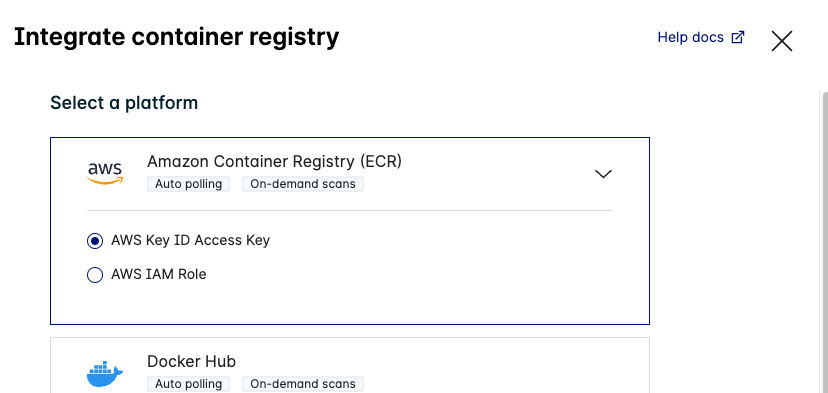 Integrate container registry
Help docs
Select a platform
aws
Amazon Container Registry (ECR)
Auto polling
On-demand scans
AWS Key ID Access Key
AWS IAM Role
Docker Hub
Auto polling
On-demand scans